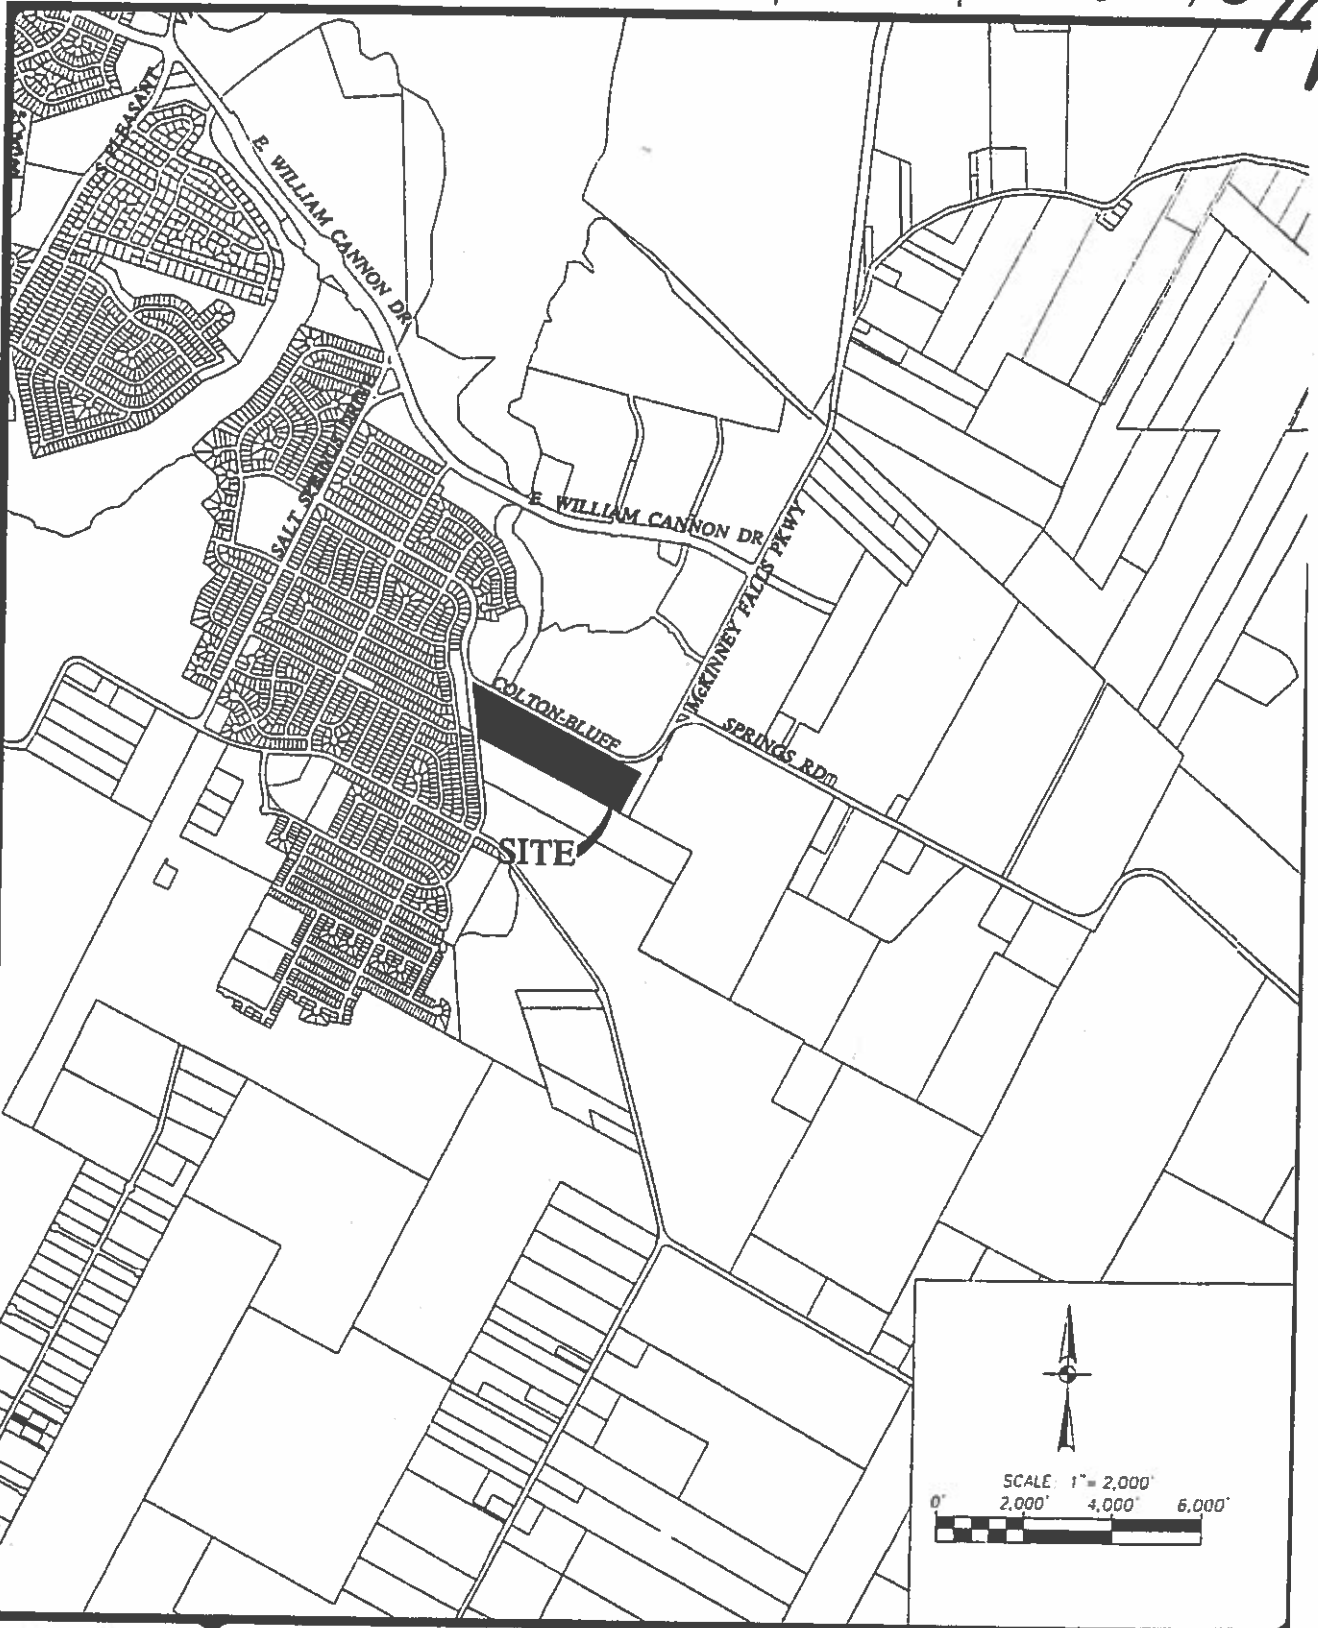 S. PLEASANT
E. WILLIAM CANNON DR
SALT SPRINGS DRIVE
E. WILLIAM CANNON DR
McKINNEY FALLS PKWY
COLTON-BLUFF
SPRINGS RD
SITE
SCALE: 1"= 2,000'
0' 2,000' 4,000' 6,000'